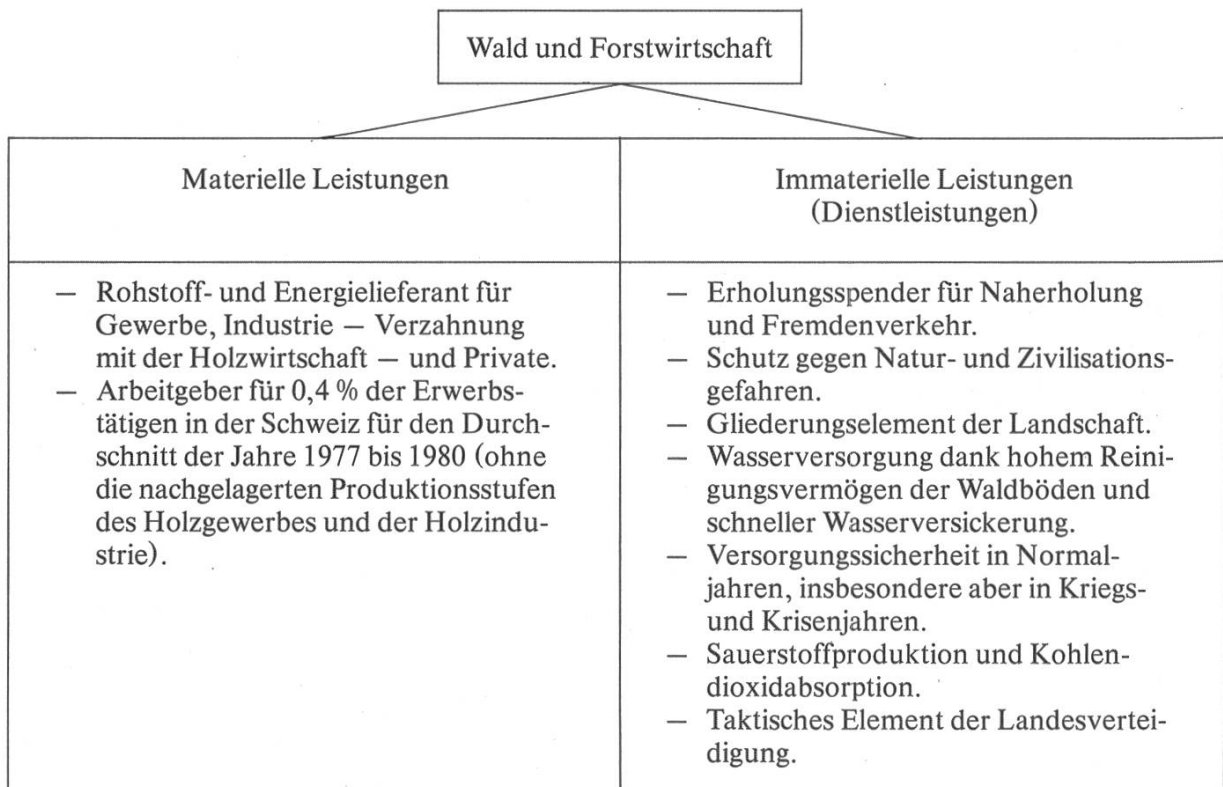 Wald und Forstwirtschaft
Materielle Leistungen
Immaterielle Leistungen
(Dienstleistungen)
— Rohstoff- und Energielieferant für
Gewerbe, Industrie — Verzahnung
mit der Holzwirtschaft — und Private.
— Arbeitgeber für 0,4 % der Erwerbs-
tätigen in der Schweiz für den Durch-
schnitt der Jahre 1977 bis 1980 (ohne
die nachgelagerten Produktionsstufen
des Holzgewerbes und der Holzindu-
strie).
— Erholungsspender für Naherholung
und Fremdenverkehr.
— Schutz gegen Natur- und Zivilisations-
gefahren.
— Gliederungselement der Landschaft.
— Wasserversorgung dank hohem Reini-
gungsvermögen der Waldböden und
schneller Wasserversickerung.
— Versorgungssicherheit in Normal-
jahren, insbesondere aber in Kriegs-
und Krisenjahren.
— Sauerstoffproduktion und Kohlen-
dioxidabsorption.
— Taktisches Element der Landesvertei-
digung.